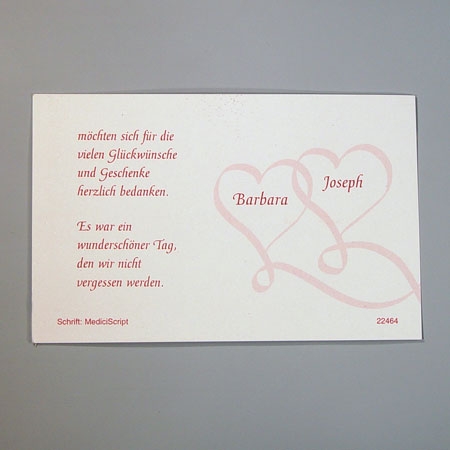 möchten sich für die
vielen Glückwünsche
und Geschenke
herzlich bedanken.
Es war ein
wunderschöner Tag,
den wir nicht
vergessen werden.
Barbara
Joseph
Schrift: MediciScript
22464